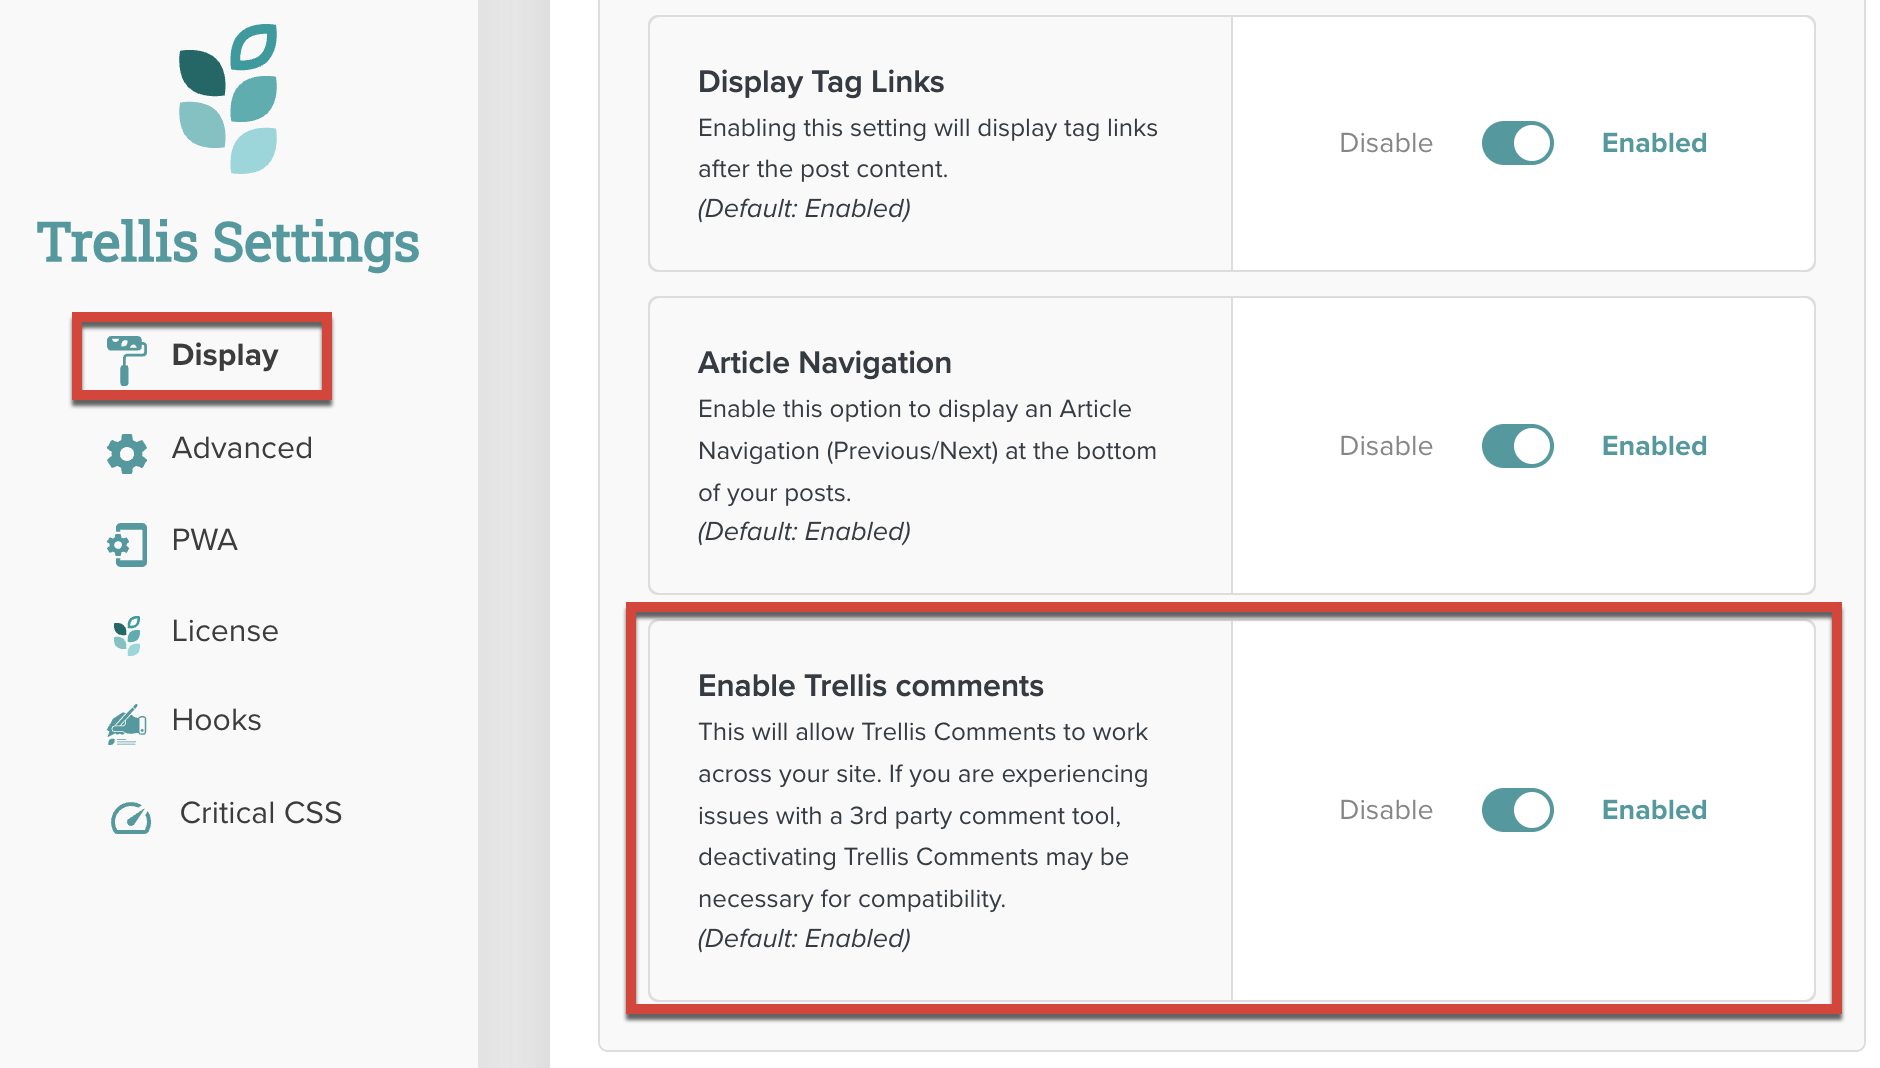 Trellis Settings
Display
Advanced
PWA
License
Hooks
Critical CSS
Display Tag Links
Enabling this setting will display tag links
after the post content.
(Default: Enabled)
Disable Enabled
Article Navigation
Enable this option to display an Article
Navigation (Previous/Next) at the bottom
of your posts.
(Default: Enabled)
Disable Enabled
Enable Trellis comments
This will allow Trellis Comments to work
across your site. If you are experiencing
issues with a 3rd party comment tool,
deactivating Trellis Comments may be
necessary for compatibility.
(Default: Enabled)
Disable Enabled